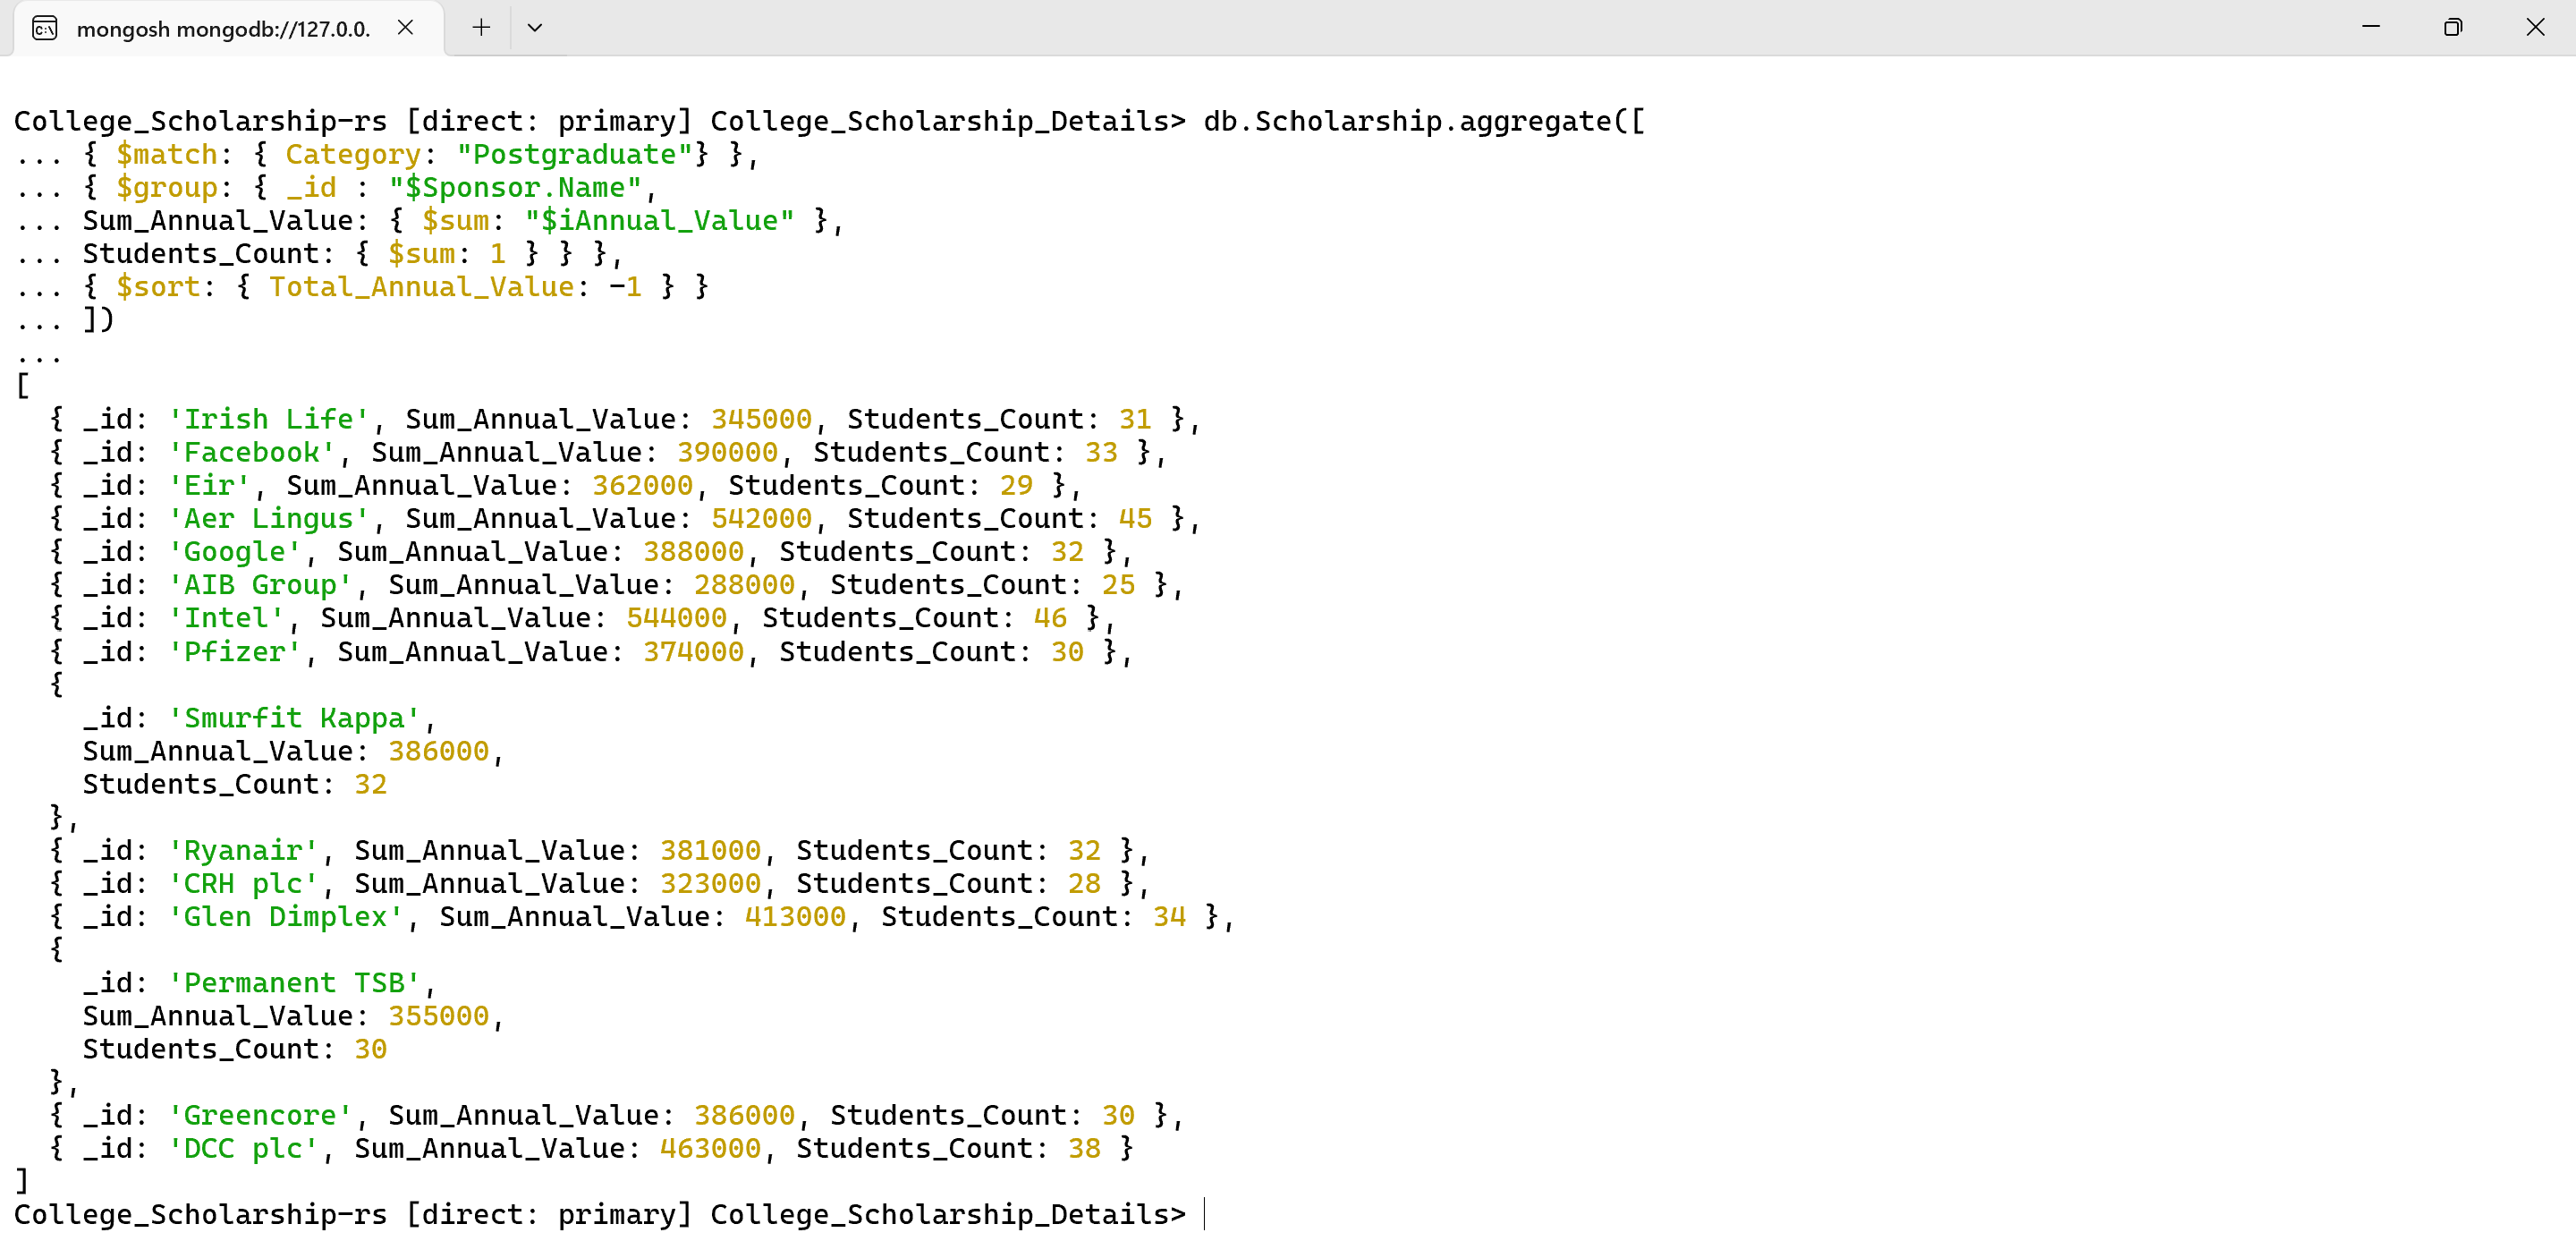 mongosh mongodb://127.0.0.
College_Scholarship-rs [direct: primary] College_Scholarship_Details> db.Scholarship.aggregate([
... { $match: { Category: "Postgraduate"} },
... { $group: { _id : "$Sponsor.Name",
... Sum_Annual_Value: { $sum: "$iAnnual_Value" },
... Students_Count: { $sum: 1 } } },
... { $sort: { Total_Annual_Value: -1 } }
... ])
...
[
  { _id: 'Irish Life', Sum_Annual_Value: 345000, Students_Count: 31 },
  { _id: 'Facebook', Sum_Annual_Value: 390000, Students_Count: 33 },
  { _id: 'Eir', Sum_Annual_Value: 362000, Students_Count: 29 },
  { _id: 'Aer Lingus', Sum_Annual_Value: 542000, Students_Count: 45 },
  { _id: 'Google', Sum_Annual_Value: 388000, Students_Count: 32 },
  { _id: 'AIB Group', Sum_Annual_Value: 288000, Students_Count: 25 },
  { _id: 'Intel', Sum_Annual_Value: 544000, Students_Count: 46 },
  { _id: 'Pfizer', Sum_Annual_Value: 374000, Students_Count: 30 },
  {
    _id: 'Smurfit Kappa',
    Sum_Annual_Value: 386000,
    Students_Count: 32
  },
  { _id: 'Ryanair', Sum_Annual_Value: 381000, Students_Count: 32 },
  { _id: 'CRH plc', Sum_Annual_Value: 323000, Students_Count: 28 },
  { _id: 'Glen Dimplex', Sum_Annual_Value: 413000, Students_Count: 34 },
  {
    _id: 'Permanent TSB',
    Sum_Annual_Value: 355000,
    Students_Count: 30
  },
  { _id: 'Greencore', Sum_Annual_Value: 386000, Students_Count: 30 },
  { _id: 'DCC plc', Sum_Annual_Value: 463000, Students_Count: 38 }
]
College_Scholarship-rs [direct: primary] College_Scholarship_Details>